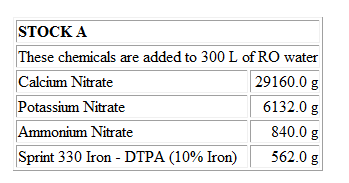 STOCK A
These chemicals are added to 300 L of RO water
Calcium Nitrate 29160.0 g
Potassium Nitrate 6132.0 g
Ammonium Nitrate 840.0 g
Sprint 330 Iron - DTPA (10% Iron) 562.0 g